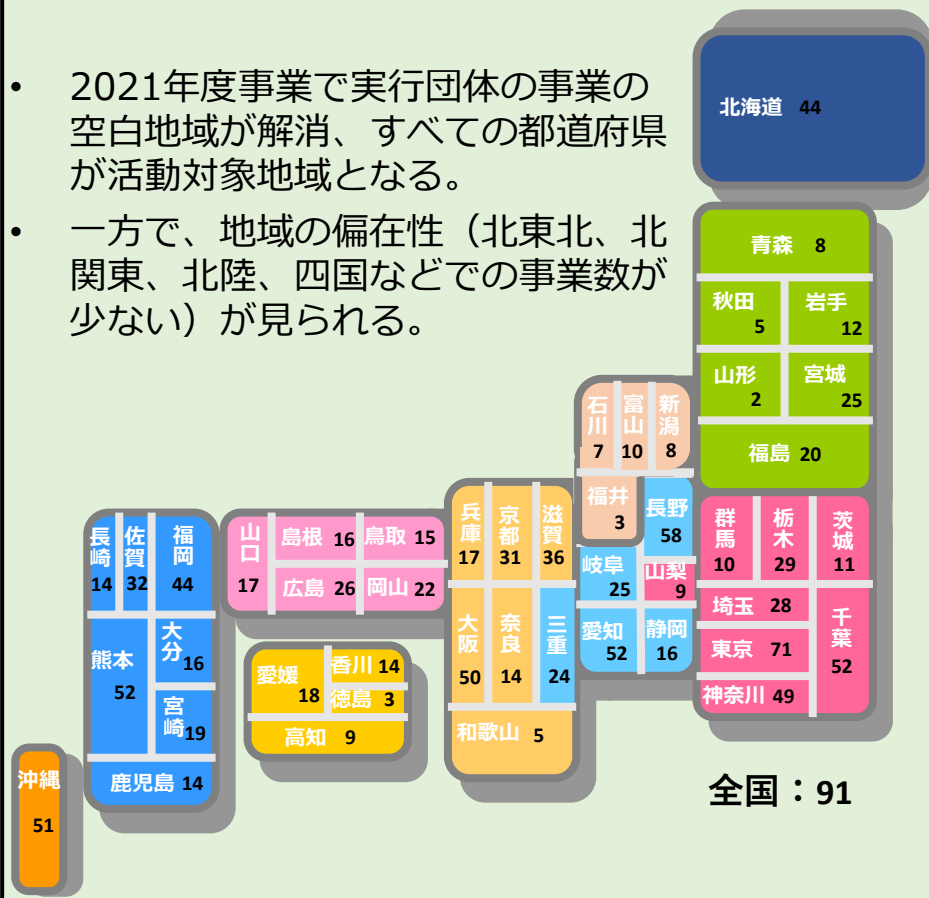 • 2021年度事業で実行団体の事業の
空白地域が解消、すべての都道府県
が活動対象地域となる。
• 一方で、地域の偏在性（北東北、北
関東、北陸、四国などでの事業数が
少ない）が見られる。
北海道 44
青森 8
秋田 5
岩手 12
山形 2
宮城 25
福島 20
石川 7
富山 10
新潟 8
福井 3
長野 58
岐阜 25
山梨 9
愛知 52
静岡 16
群馬 10
栃木 29
茨城 11
埼玉 28
千葉 52
東京 71
神奈川 49
兵庫 17
京都 31
滋賀 36
大阪 50
奈良 14
三重 24
和歌山 5
山口 17
島根 16
鳥取 15
広島 26
岡山 22
愛媛 18
香川 14
徳島 3
高知 9
長崎 14
佐賀 32
福岡 44
熊本 52
大分 16
宮崎 19
鹿児島 14
沖縄 51
全国：91